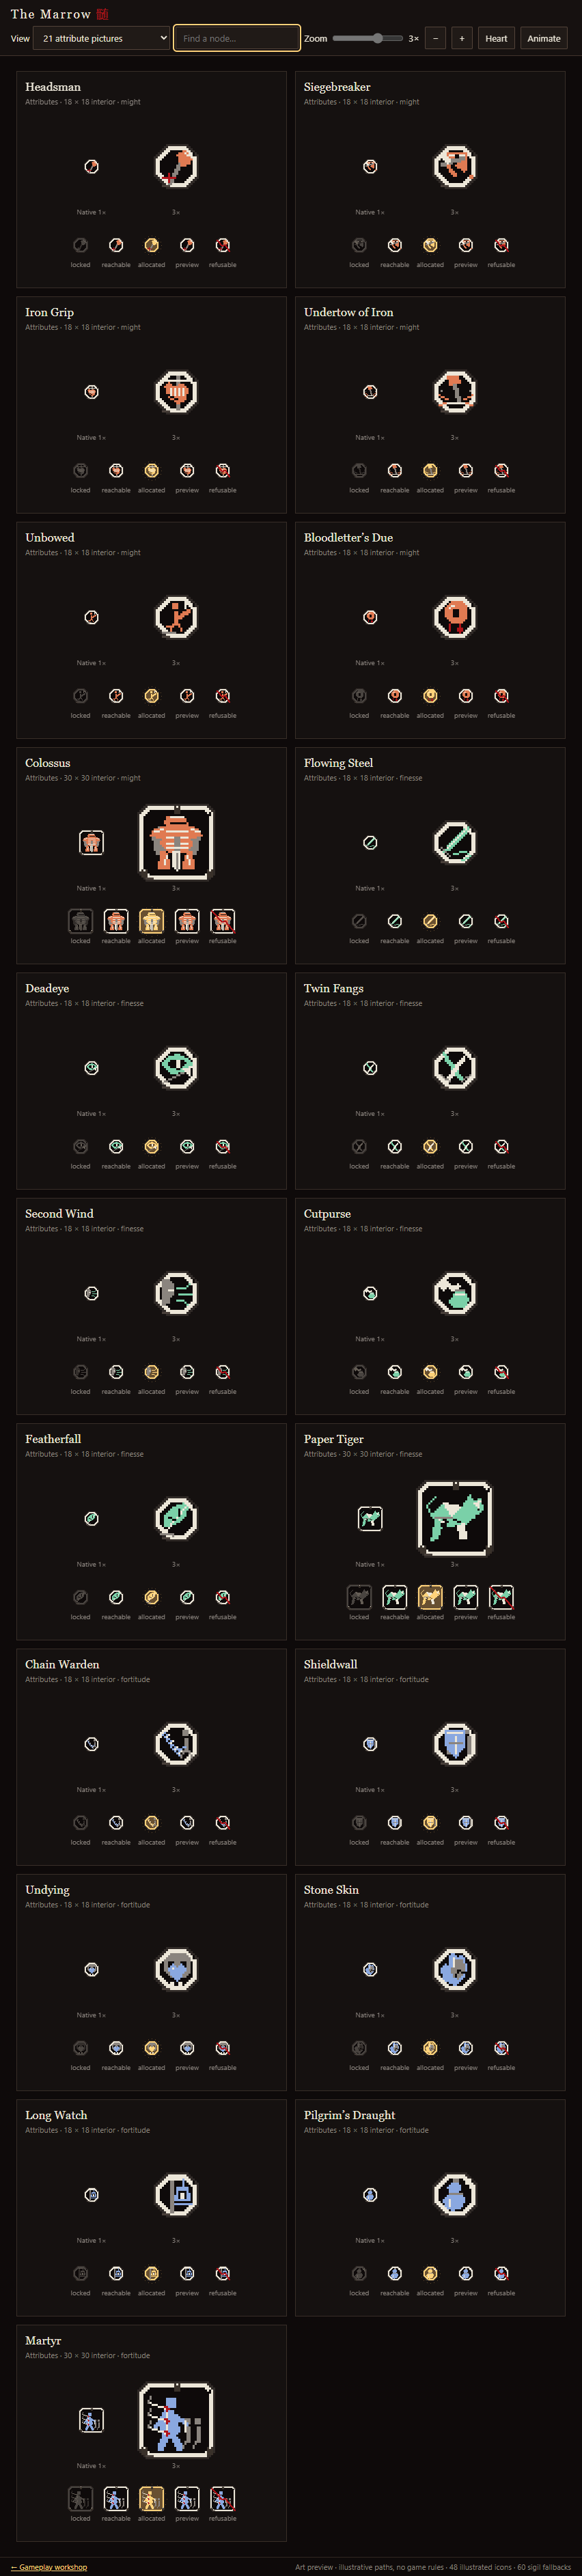 The Marrow 髄
View 21 attribute pictures Find a node... Zoom 3× − + Heart Animate
Headsman
Attributes · 18 × 18 interior · might
Native 1× 3×
locked reachable allocated preview refusable
Siegebreaker
Attributes · 18 × 18 interior · might
Native 1× 3×
locked reachable allocated preview refusable
Iron Grip
Attributes · 18 × 18 interior · might
Native 1× 3×
locked reachable allocated preview refusable
Undertow of Iron
Attributes · 18 × 18 interior · might
Native 1× 3×
locked reachable allocated preview refusable
Unbowed
Attributes · 18 × 18 interior · might
Native 1× 3×
locked reachable allocated preview refusable
Bloodletter’s Due
Attributes · 18 × 18 interior · might
Native 1× 3×
locked reachable allocated preview refusable
Colossus
Attributes · 30 × 30 interior · might
Native 1× 3×
locked reachable allocated preview refusable
Flowing Steel
Attributes · 18 × 18 interior · finesse
Native 1× 3×
locked reachable allocated preview refusable
Deadeye
Attributes · 18 × 18 interior · finesse
Native 1× 3×
locked reachable allocated preview refusable
Twin Fangs
Attributes · 18 × 18 interior · finesse
Native 1× 3×
locked reachable allocated preview refusable
Second Wind
Attributes · 18 × 18 interior · finesse
Native 1× 3×
locked reachable allocated preview refusable
Cutpurse
Attributes · 18 × 18 interior · finesse
Native 1× 3×
locked reachable allocated preview refusable
Featherfall
Attributes · 18 × 18 interior · finesse
Native 1× 3×
locked reachable allocated preview refusable
Paper Tiger
Attributes · 30 × 30 interior · finesse
Native 1× 3×
locked reachable allocated preview refusable
Chain Warden
Attributes · 18 × 18 interior · fortitude
Native 1× 3×
locked reachable allocated preview refusable
Shieldwall
Attributes · 18 × 18 interior · fortitude
Native 1× 3×
locked reachable allocated preview refusable
Undying
Attributes · 18 × 18 interior · fortitude
Native 1× 3×
locked reachable allocated preview refusable
Stone Skin
Attributes · 18 × 18 interior · fortitude
Native 1× 3×
locked reachable allocated preview refusable
Long Watch
Attributes · 18 × 18 interior · fortitude
Native 1× 3×
locked reachable allocated preview refusable
Pilgrim’s Draught
Attributes · 18 × 18 interior · fortitude
Native 1× 3×
locked reachable allocated preview refusable
Martyr
Attributes · 30 × 30 interior · fortitude
Native 1× 3×
locked reachable allocated preview refusable
← Gameplay workshop Art preview · illustrative paths, no game rules · 48 illustrated icons · 60 sigil fallbacks